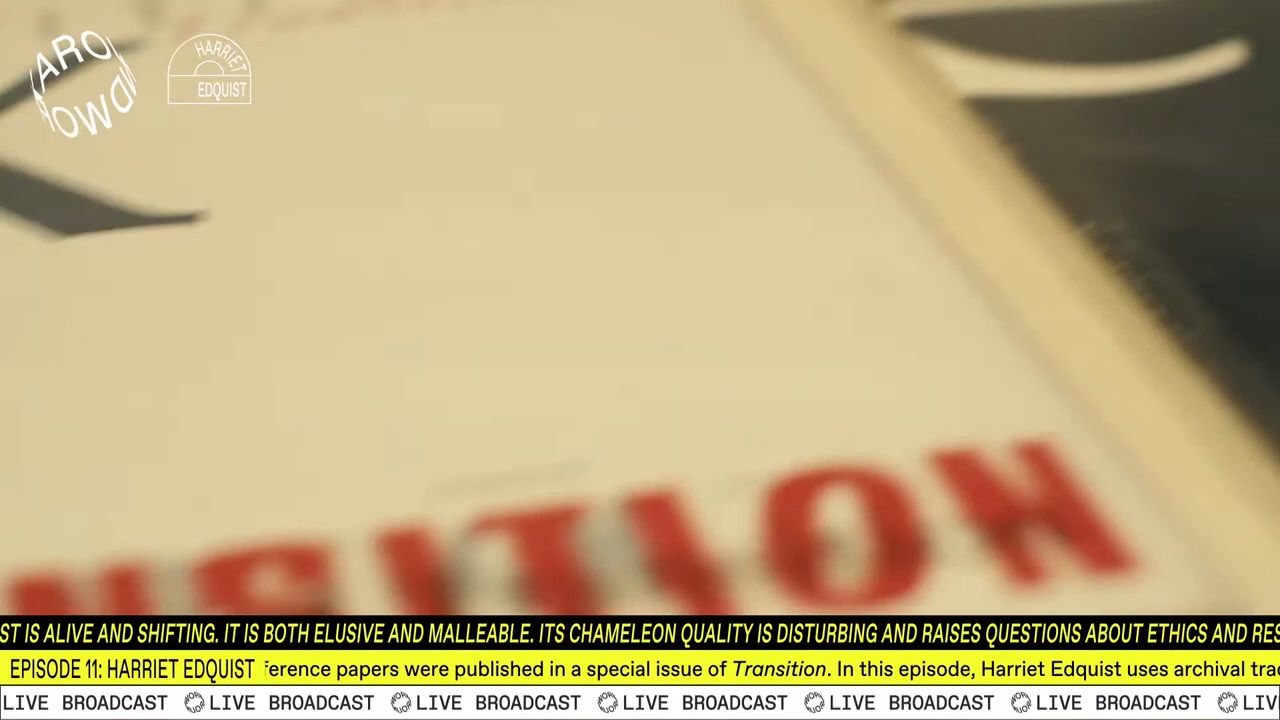 HARRIET
EDQUIST
NSITION
ST IS ALIVE AND SHIFTING. IT IS BOTH ELUSIVE AND MALLEABLE. ITS CHAMELEON QUALITY IS DISTURBING AND RAISES QUESTIONS ABOUT ETHICS AND RES
EPISODE 11: HARRIET EDQUIST ference papers were published in a special issue of Transition. In this episode, Harriet Edquist uses archival trac
LIVE BROADCAST LIVE BROADCAST LIVE BROADCAST LIVE BROADCAST LIVE BROADCAST LIVE BROADCAST LIV